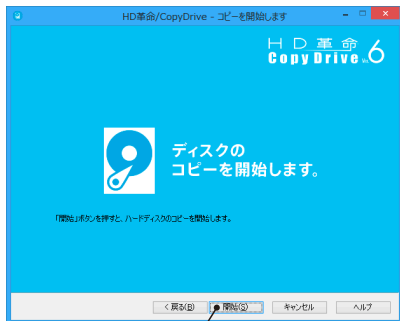 HD革命/CopyDrive - コピーを開始します
HD革命
CopyDrive Ver.6
ディスクの
コピーを開始します。
「開始」ボタンを押すと、ハードディスクのコピーを開始します。
< 戻る(B)
開始(S)
キャンセル
ヘルプ